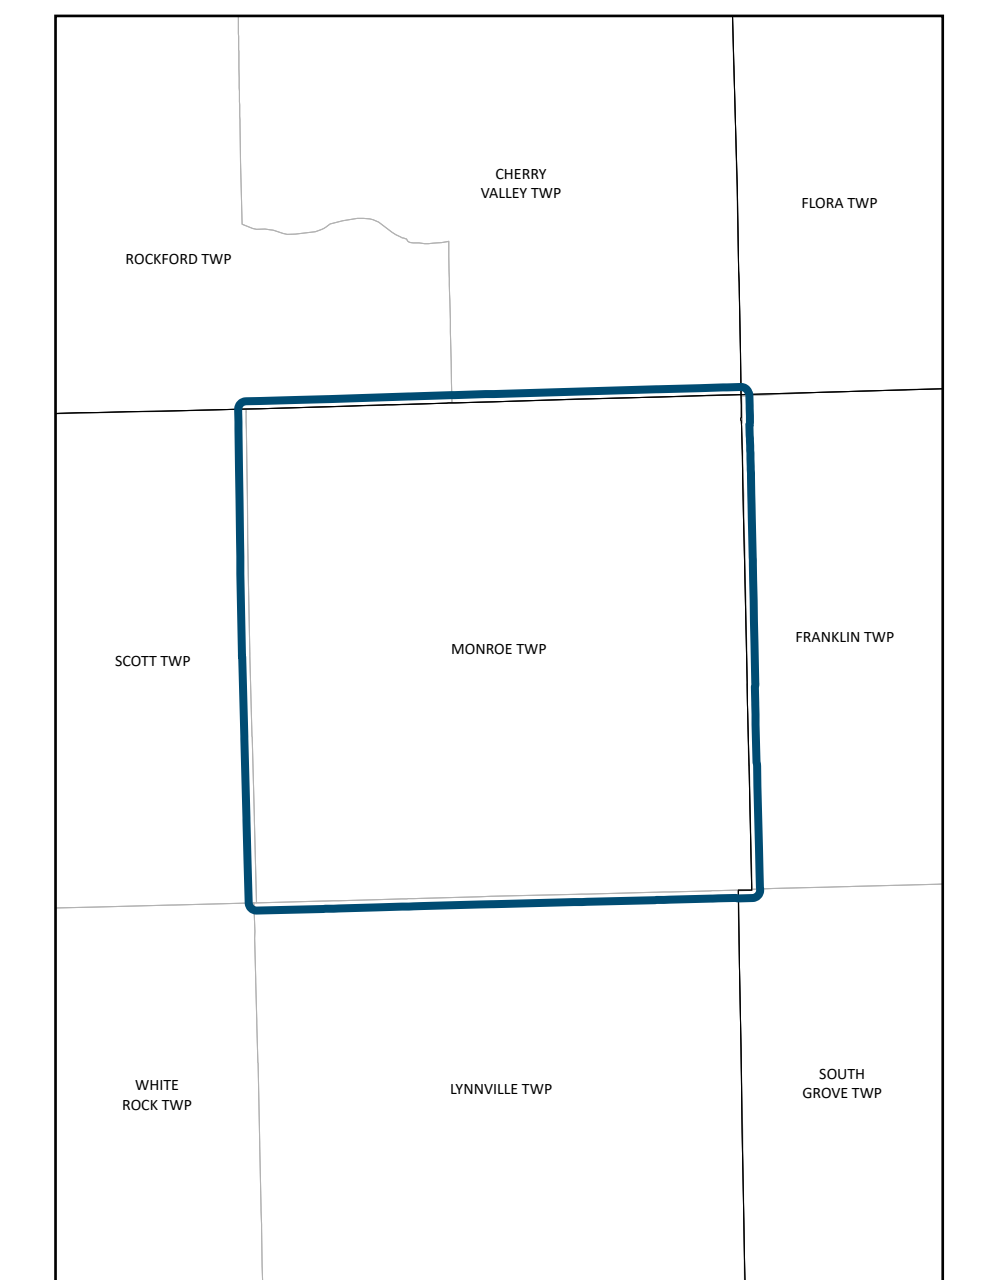 CHERRY
VALLEY TWP
FLORA TWP
ROCKFORD TWP
SCOTT TWP
MONROE TWP
FRANKLIN TWP
WHITE
ROCK TWP
LYNNVILLE TWP
SOUTH
GROVE TWP